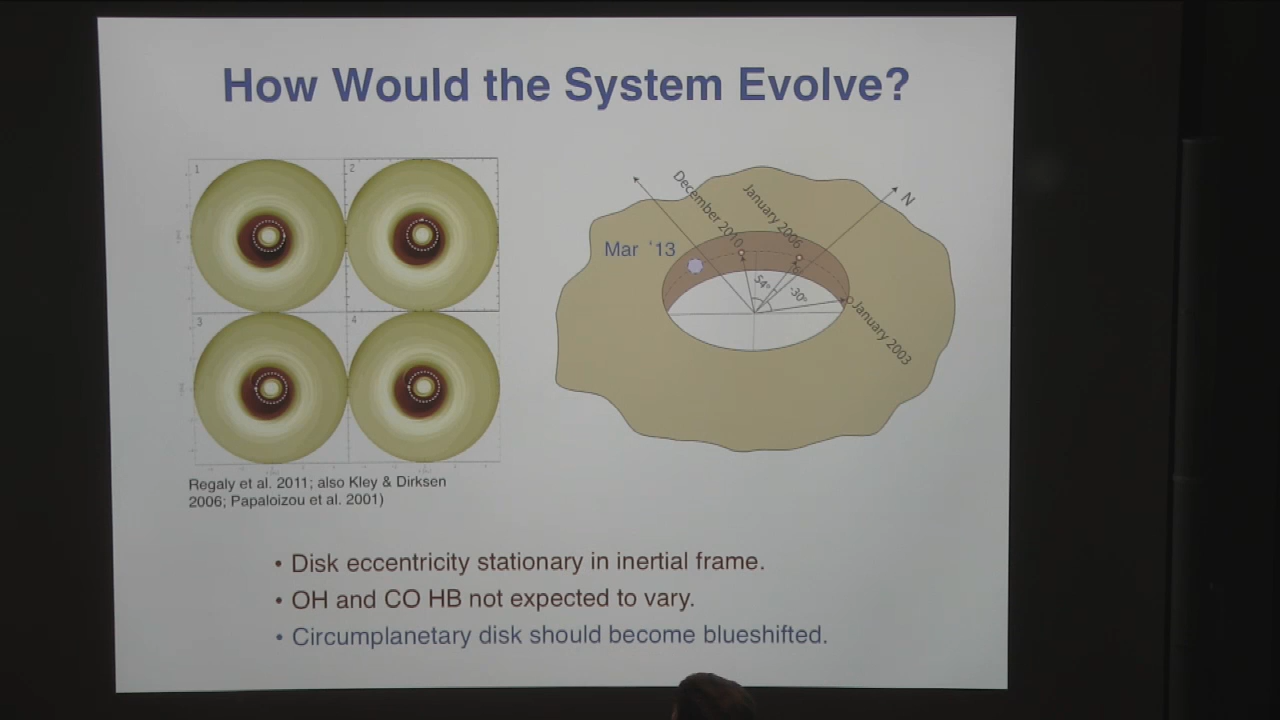 How Would the System Evolve?
1
2
3
4
Regaly et al. 2011; also Kley & Dirksen
2006; Papaloizou et al. 2001)
December 2010
January 2006
N
Mar '13
54°
-30°
January 2003
• Disk eccentricity stationary in inertial frame.
• OH and CO HB not expected to vary.
• Circumplanetary disk should become blueshifted.